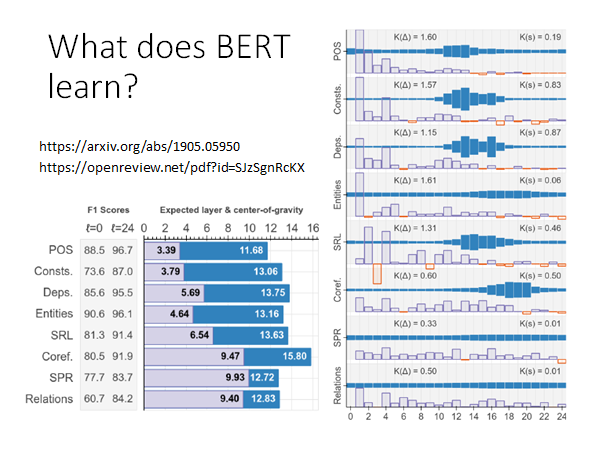 What does BERT
learn?
https://arxiv.org/abs/1905.05950
https://openreview.net/pdf?id=SJzSgnRcKX
F1 Scores Expected layer & center-of-gravity
ℓ=0 ℓ=24 0 2 4 6 8 10 12 14 16
POS 88.5 96.7 3.39 11.68
Consts. 73.6 87.0 3.79 13.06
Deps. 85.6 95.5 5.69 13.75
Entities 90.6 96.1 4.64 13.16
SRL 81.3 91.4 6.54 13.63
Coref. 80.5 91.9 9.47 15.80
SPR 77.7 83.7 9.93 12.72
Relations 60.7 84.2 9.40 12.83
POS K(Δ) = 1.60 K(s) = 0.19
Consts. K(Δ) = 1.57 K(s) = 0.83
Deps. K(Δ) = 1.15 K(s) = 0.87
Entities K(Δ) = 1.61 K(s) = 0.06
SRL K(Δ) = 1.31 K(s) = 0.46
Coref. K(Δ) = 0.60 K(s) = 0.50
SPR K(Δ) = 0.33 K(s) = 0.01
Relations K(Δ) = 0.50 K(s) = 0.01
0 2 4 6 8 10 12 14 16 18 20 22 24